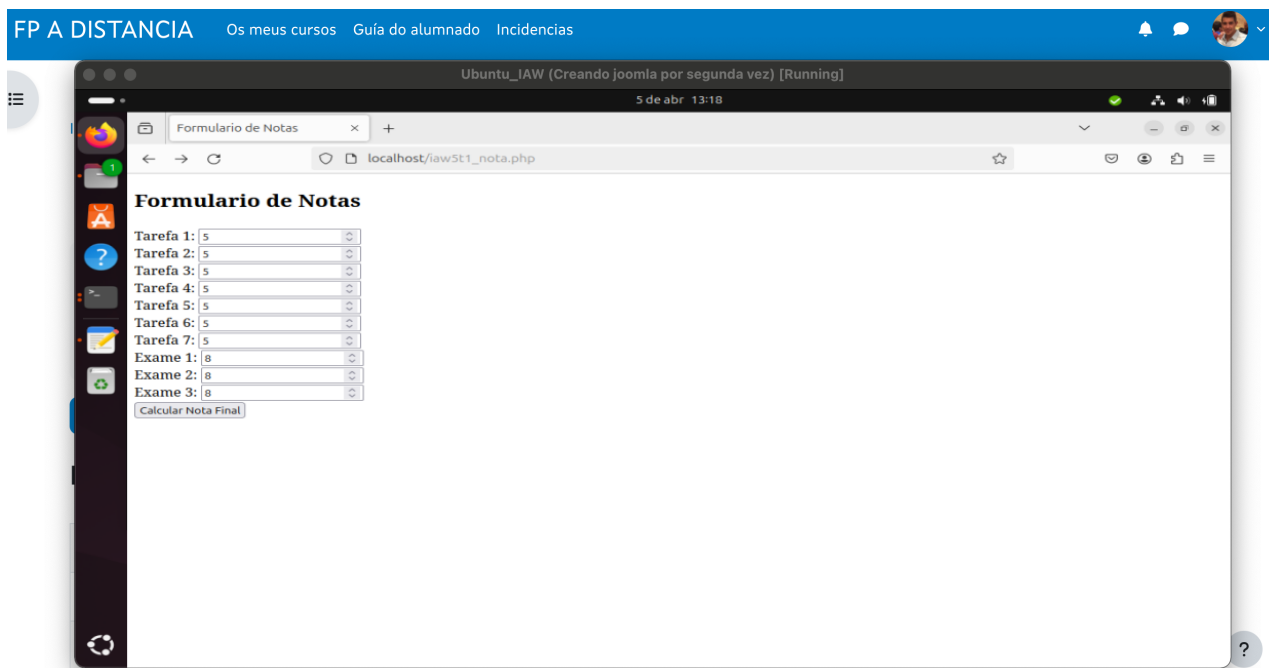 FP A DISTANCIA Os meus cursos Guía do alumnado Incidencias
Ubuntu_IAW (Creando joomla por segunda vez) [Running]
5 de abr 13:18
Formulario de Notas
localhost/iaw5t1_nota.php
1
Formulario de Notas
Tarefa 1: 5
Tarefa 2: 5
Tarefa 3: 5
Tarefa 4: 5
Tarefa 5: 5
Tarefa 6: 5
Tarefa 7: 5
Exame 1: 8
Exame 2: 8
Exame 3: 8
Calcular Nota Final